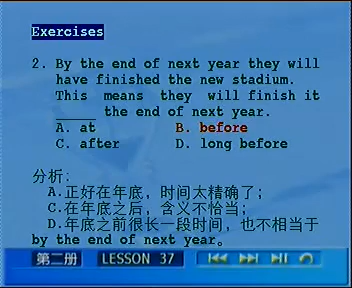 Exercises
2. By the end of next year they will
have finished the new stadium.
This means they will finish it
_____ the end of next year.
A. at B. before
C. after D. long before
分析：
A.正好在年底，时间太精确了；
C.在年底之后，含义不恰当；
D.年底之前很长一段时间，也不相当于
by the end of next year。
第二册 LESSON 37